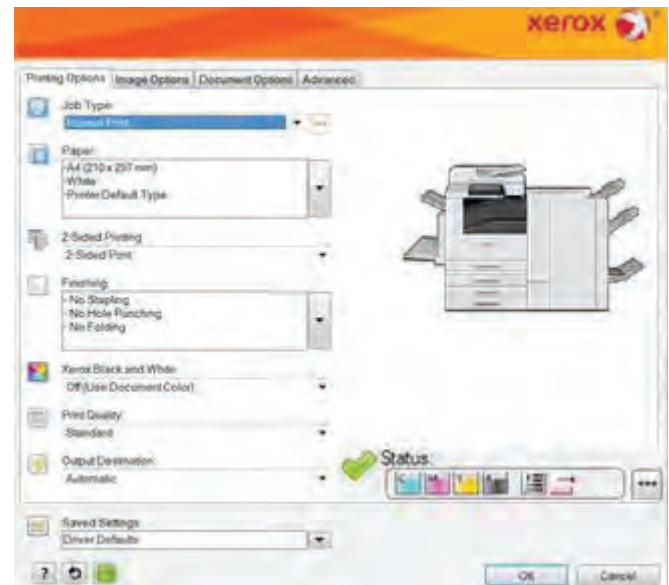 xerox
Printing Options Image Options Document Options Advanced
Job Type:
Normal Print
Paper:
-A4 (210 x 297 mm)
-White
-Printer Default Type
2-Sided Printing
2-Sided Print
Finishing:
- No Stapling
- No Hole Punching
- No Folding
Xerox Black and White
Off (Use Document Color)
Print Quality:
Standard
Output Destination:
Automatic
Status:
C M Y
Saved Settings
Driver Defaults
?
OK Cancel